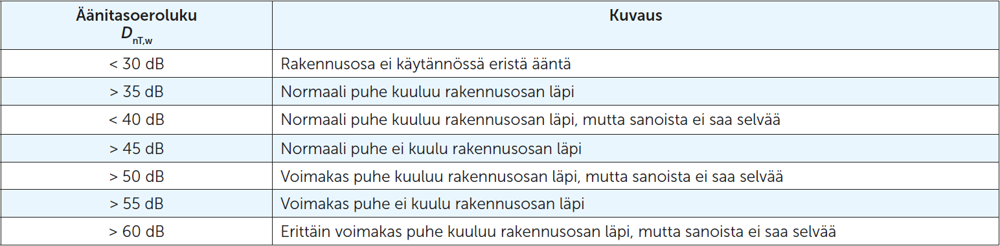 Äänitasoeroluku
DnT,w
Kuvaus
< 30 dB Rakennusosa ei käytännössä eristä ääntä
> 35 dB Normaali puhe kuuluu rakennusosan läpi
< 40 dB Normaali puhe kuuluu rakennusosan läpi, mutta sanoista ei saa selvää
> 45 dB Normaali puhe ei kuulu rakennusosan läpi
> 50 dB Voimakas puhe kuuluu rakennusosan läpi, mutta sanoista ei saa selvää
> 55 dB Voimakas puhe ei kuulu rakennusosan läpi
> 60 dB Erittäin voimakas puhe kuuluu rakennusosan läpi, mutta sanoista ei saa selvää